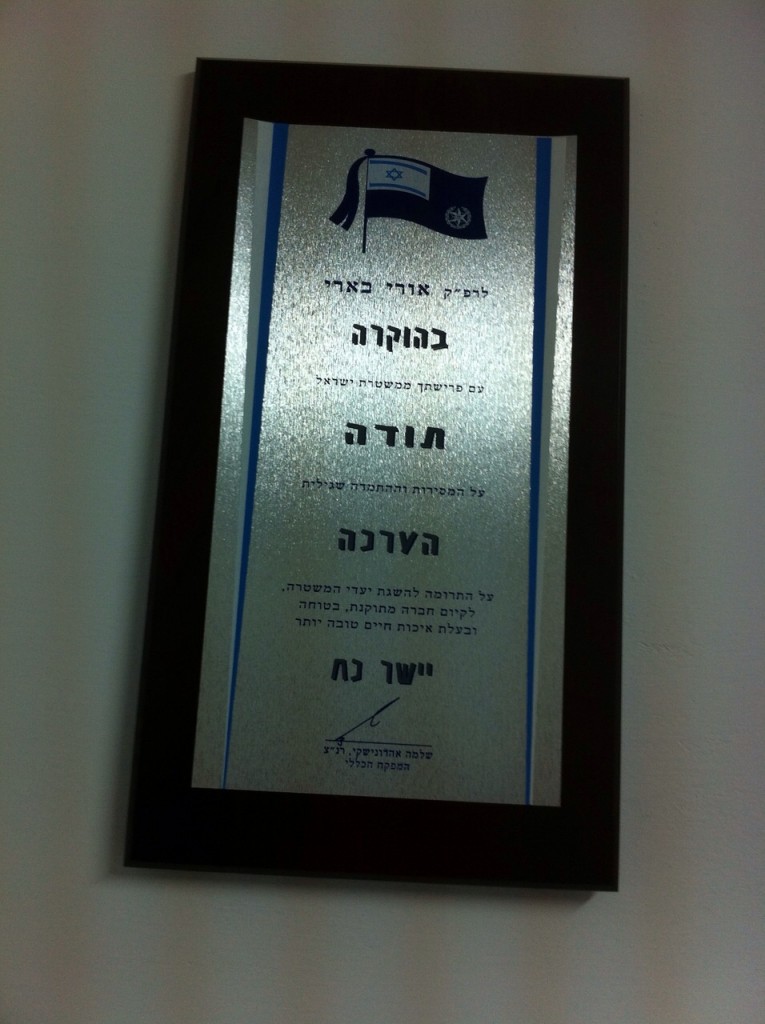 לרפ״ק אורי בארי
בהוקרה
עם פרישתך ממשטרת ישראל
תודה
על המסירות וההתמדה שגילית
הערכה
על התרומה להשגת יעדי המשטרה,
לקיום חברה מתוקנת, בטוחה
ובעלת איכות חיים טובה יותר
יישר כח
שלמה אהרונישקי, רנ״צ
המפקח הכללי